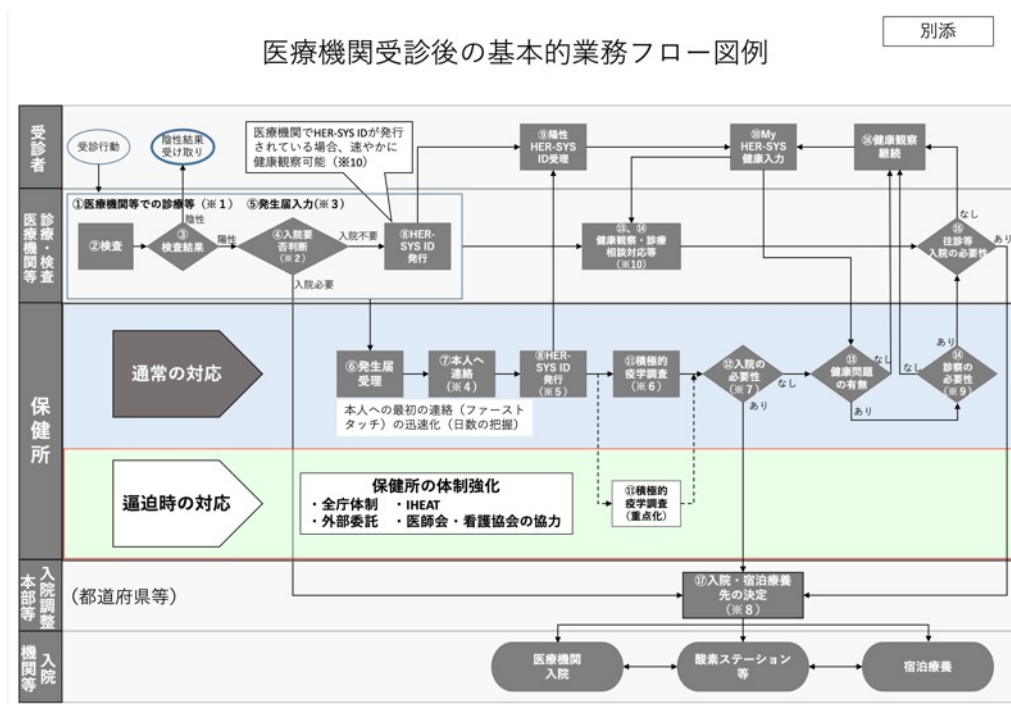 別添
医療機関受診後の基本的業務フロー図例
受診者
受診行動
陰性結果
受け取り
医療機関でHER-SYS IDが発行
されている場合、速やかに
健康観察可能（※10）
⑨陽性
HER-SYS
ID受理
⑩My
HER-SYS
健康入力
⑯健康観察
継続
診療・検査
医療機関等
①医療機関等での診療等（※１）
⑤発生届入力(※３）
②検査
③
検査結果
陰性
陽性
④入院要
否判断
（※２）
入院不要
入院必要
⑧HER-
SYS ID
発行
⑬、⑭
健康観察・診療
相談対応等
（※10）
⑮
往診等
入院の必要性
なし
あり
保健所
通常の対応
⑥発生届
受理
⑦本人へ
連絡
（※４）
⑧HER-
SYS ID
発行
（※５）
⑪積極的
疫学調査
（※６）
⑫入院の
必要性
（※７）
なし
あり
⑬
健康問題
の有無
なし
あり
⑭
診察の
必要性
（※９）
あり
なし
本人への最初の連絡（ファースト
タッチ）の迅速化（日数の把握）
逼迫時の対応
保健所の体制強化
・全庁体制　・IHEAT
・外部委託　・医師会・看護協会の協力
⑪積極的
疫学調査
（重点化）
入院調整
本部等
（都道府県等）
⑰入院・宿泊療養
先の決定
（※８）
入院
機関等
医療機関
入院
酸素ステーション
等
宿泊療養